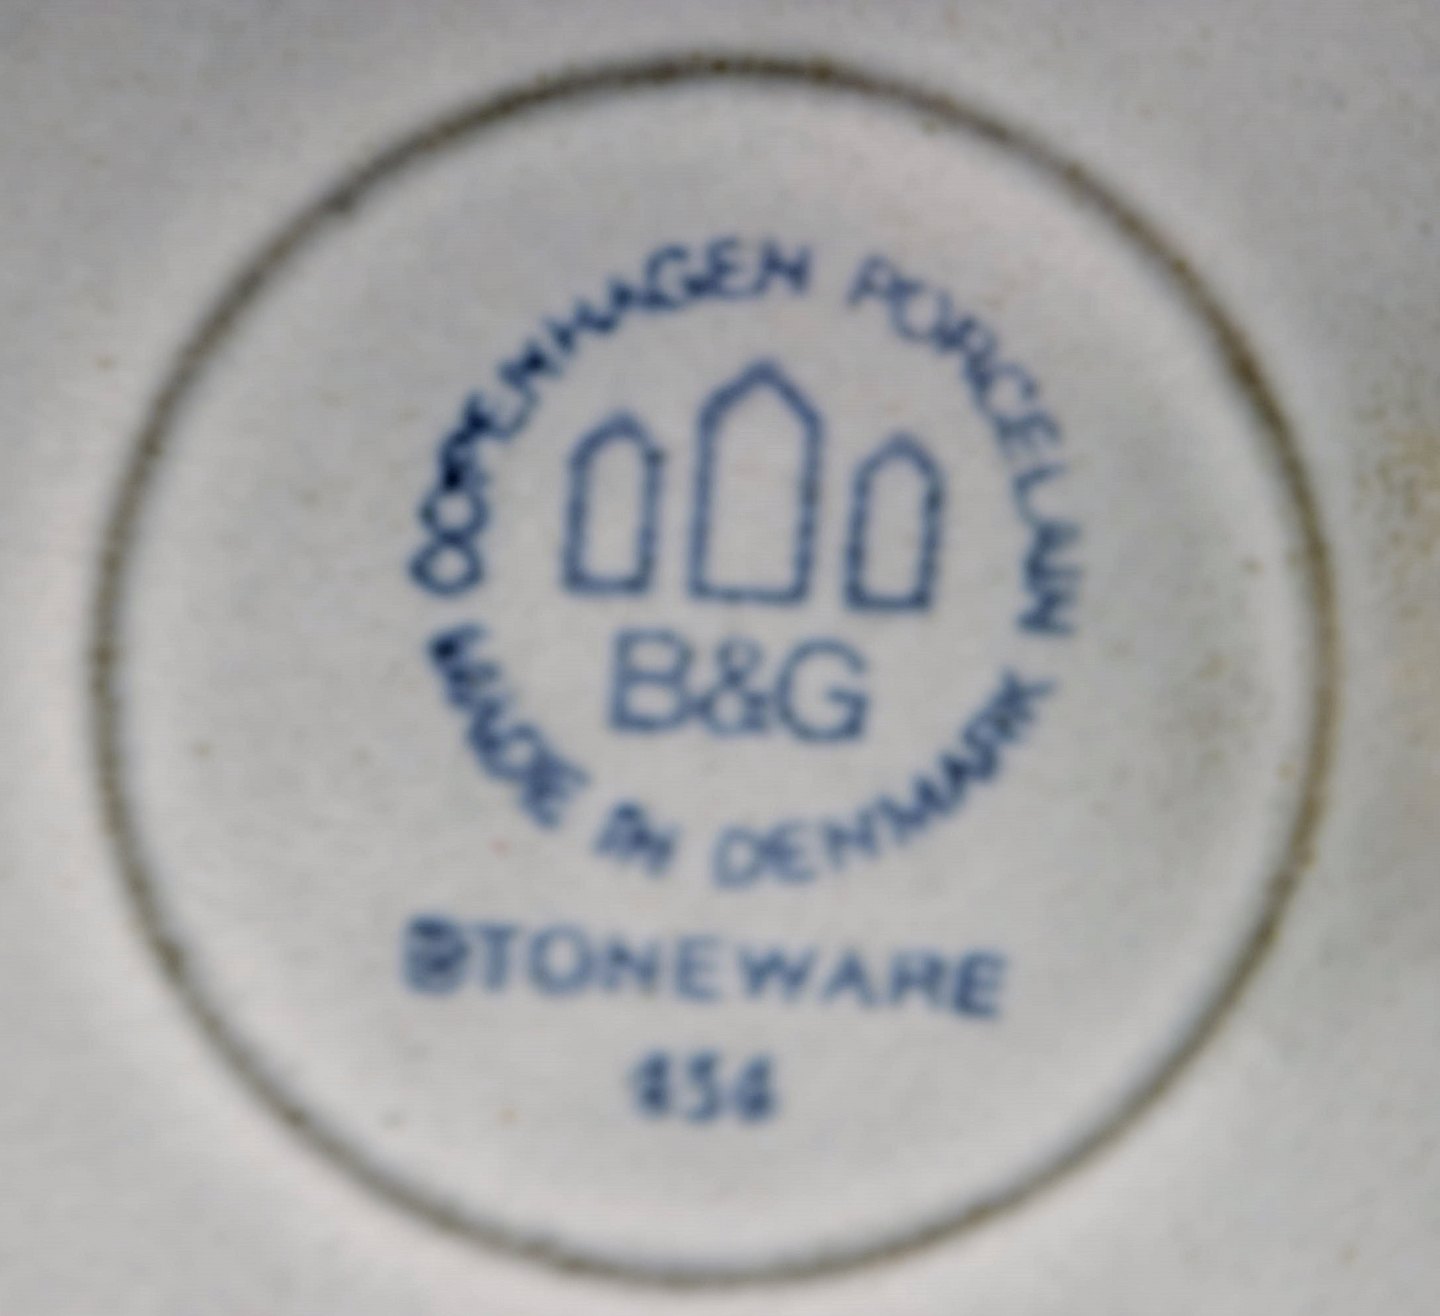 COPENHAGEN PORCELAIN
B&G
MADE IN DENMARK
STONEWARE